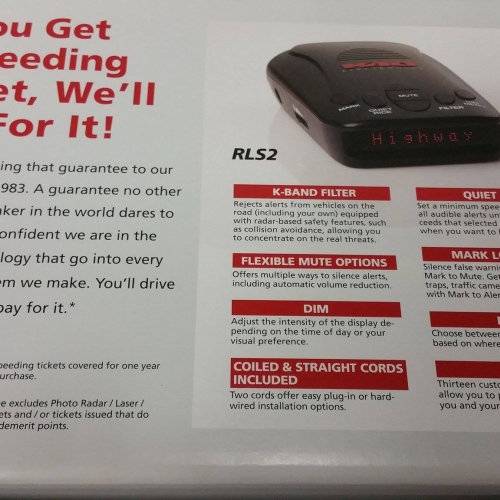 ou Get
eeding
et, We'll
For It!
ing that guarantee to our
983. A guarantee no other
aker in the world dares to
onfident we are in the
logy that go into every
em we make. You'll drive
pay for it.*
peeding tickets covered for one year
urchase.
e excludes Photo Radar / Laser /
ets and / or tickets issued that do
demerit points.
MARK
QUIET
RIDE
MUTE
FILTER
Highway
RLS2
K-BAND FILTER
Rejects alerts from vehicles on the
road (including your own) equipped
with radar-based safety features, such
as collision avoidance, allowing you
to concentrate on the real threats.
FLEXIBLE MUTE OPTIONS
Offers multiple ways to silence alerts,
including automatic volume reduction.
DIM
Adjust the intensity of the display de-
pending on the time of day or your
visual preference.
COILED & STRAIGHT CORDS
INCLUDED
Two cords offer easy plug-in or hard-
wired installation options.
QUIET
Set a minimum spee
all audible alerts un
ceeds that selected
when you want to
MARK L
Silence false warni
Mark to Mute. Get
traps, traffic came
with Mark to Aler
Choose between
based on where
Thirteen custo
allow you to p
you and your